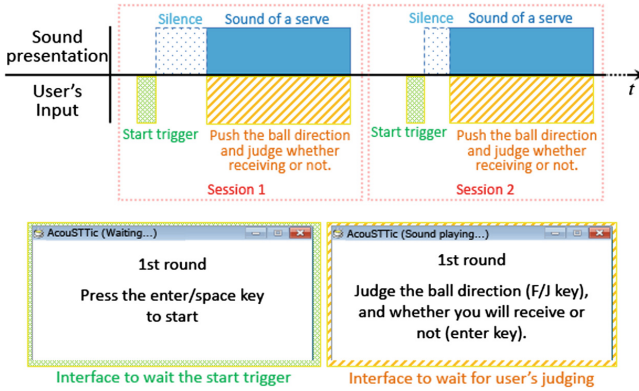 Silence Sound of a serve Silence Sound of a serve
Sound
presentation
User's
Input
t
Start trigger
Push the ball direction
and judge whether
receiving or not.
Session 1
Start trigger
Push the ball direction
and judge whether
receiving or not.
Session 2
AcouSTTic (Waiting...)
1st round
Press the enter/space key
to start
Interface to wait the start trigger
AcouSTTic (Sound playing...)
1st round
Judge the ball direction (F/J key),
and whether you will receive or
not (enter key).
Interface to wait for user's judging